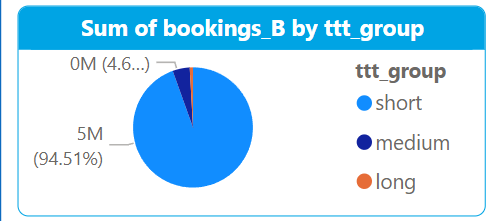 Sum of bookings_B by ttt_group
0M (4.6...)
5M
(94.51%)
ttt_group
short
medium
long